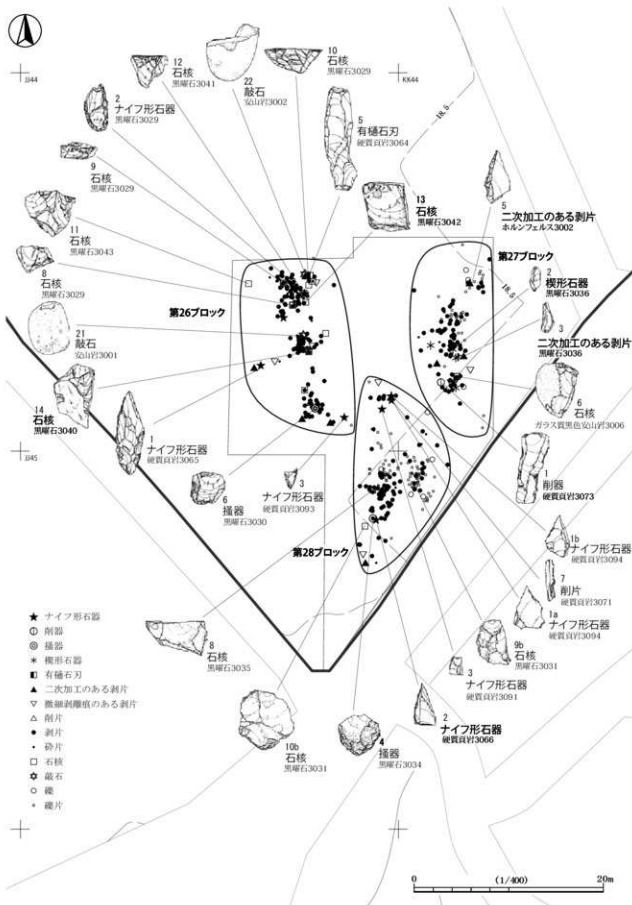 JJ44
KK44
12
石核
黒曜石3041
22
敲石
安山岩3002
10
石核
黒曜石3029
2
ナイフ形石器
黒曜石3029
5
有樋石刃
硬質頁岩3064
18.5
9
石核
黒曜石3029
13
石核
黒曜石3042
5
二次加工のある剥片
ホルンフェルス3002
11
石核
黒曜石3043
第27ブロック
8
石核
黒曜石3029
第26ブロック
18.5
2
楔形石器
黒曜石3036
3
二次加工のある剥片
黒曜石3036
21
敲石
安山岩3001
6
石核
ガラス質黒色安山岩3006
14
石核
黒曜石3040
1
ナイフ形石器
硬質頁岩3065
JJ45
6
掻器
黒曜石3030
3
ナイフ形石器
硬質頁岩3093
1
削器
硬質頁岩3073
第28ブロック
1b
ナイフ形石器
硬質頁岩3094
7
削片
硬質頁岩3071
1a
ナイフ形石器
硬質頁岩3094
8
石核
黒曜石3035
9b
石核
黒曜石3031
3
ナイフ形石器
硬質頁岩3091
2
ナイフ形石器
硬質頁岩3066
10b
石核
黒曜石3031
4
掻器
黒曜石3034
★ ナイフ形石器
削器
◎ 掻器
* 楔形石器
有樋石刃
▲ 二次加工のある剥片
▽ 微細剥離痕のある剥片
△ 削片
● 剥片
・ 砕片
□ 石核
敲石
○ 礫
礫片
0 (1/400) 20m